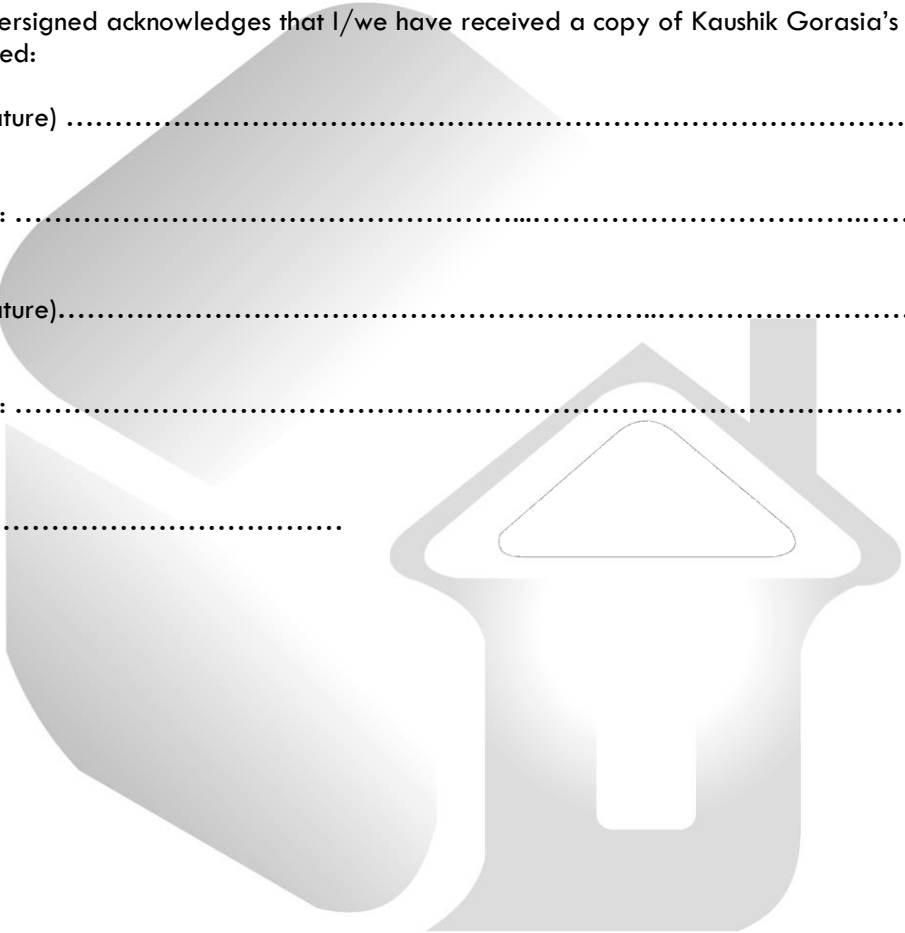 ersigned acknowledges that I/we have received a copy of Kaushik Gorasia’s
ed:
ature) ……………………………………………………………………………
: …………………………………………....…………………………….…..
ature)…………………………………………………..……………………
: ……………………………………………………………………………………
……………………………